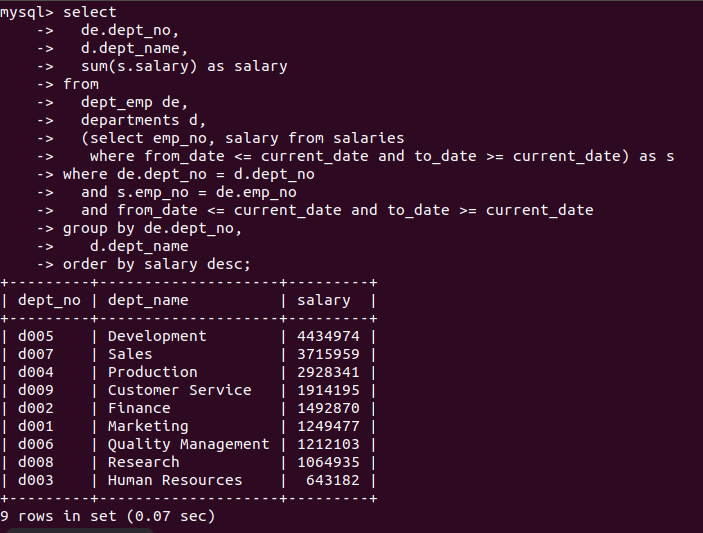 mysql> select
    ->   de.dept_no,
    ->   d.dept_name,
    ->   sum(s.salary) as salary
    -> from
    ->   dept_emp de,
    ->   departments d,
    ->   (select emp_no, salary from salaries
    ->    where from_date <= current_date and to_date >= current_date) as s
    -> where de.dept_no = d.dept_no
    ->   and s.emp_no = de.emp_no
    ->   and from_date <= current_date and to_date >= current_date
    -> group by de.dept_no,
    ->    d.dept_name
    -> order by salary desc;
+---------+--------------------+---------+
| dept_no | dept_name          | salary  |
+---------+--------------------+---------+
| d005    | Development        | 4434974 |
| d007    | Sales              | 3715959 |
| d004    | Production         | 2928341 |
| d009    | Customer Service   | 1914195 |
| d002    | Finance            | 1492870 |
| d001    | Marketing          | 1249477 |
| d006    | Quality Management | 1212103 |
| d008    | Research           | 1064935 |
| d003    | Human Resources    |  643182 |
+---------+--------------------+---------+
9 rows in set (0.07 sec)